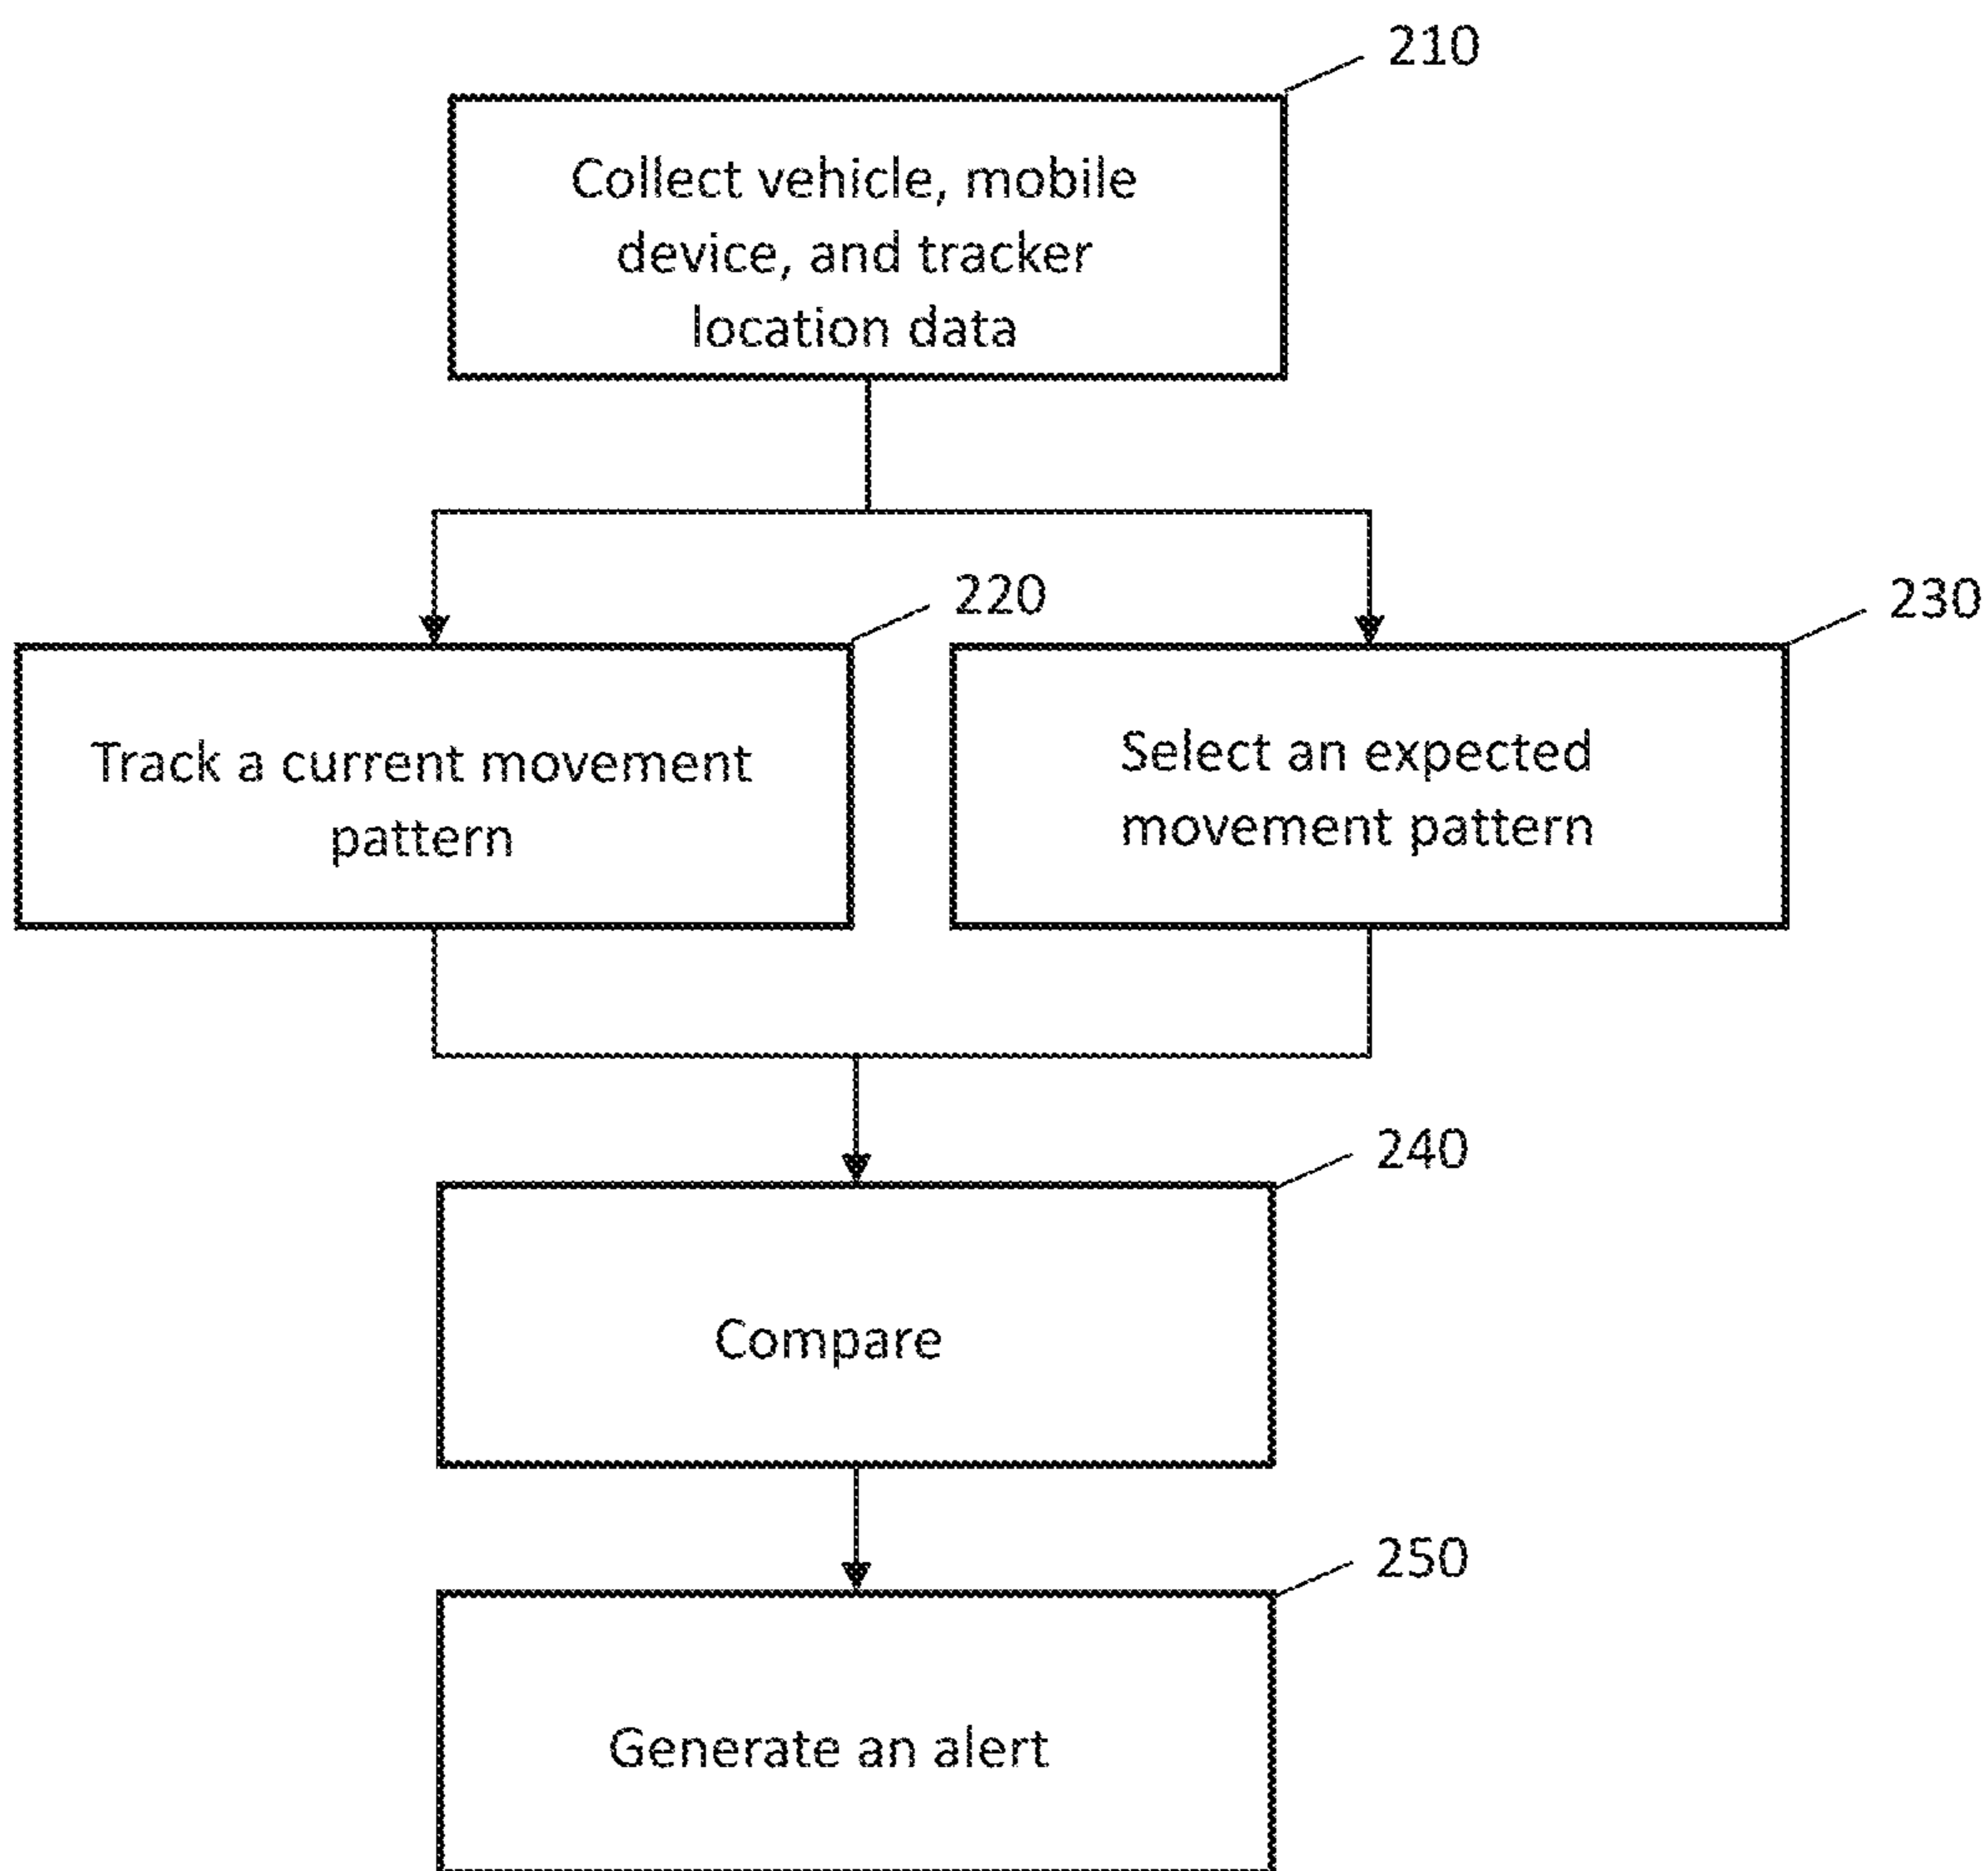 210
Collect vehicle, mobile
device, and tracker
location data
220
230
Track a current movement
pattern
Select an expected
movement pattern
240
Compare
250
Generate an alert